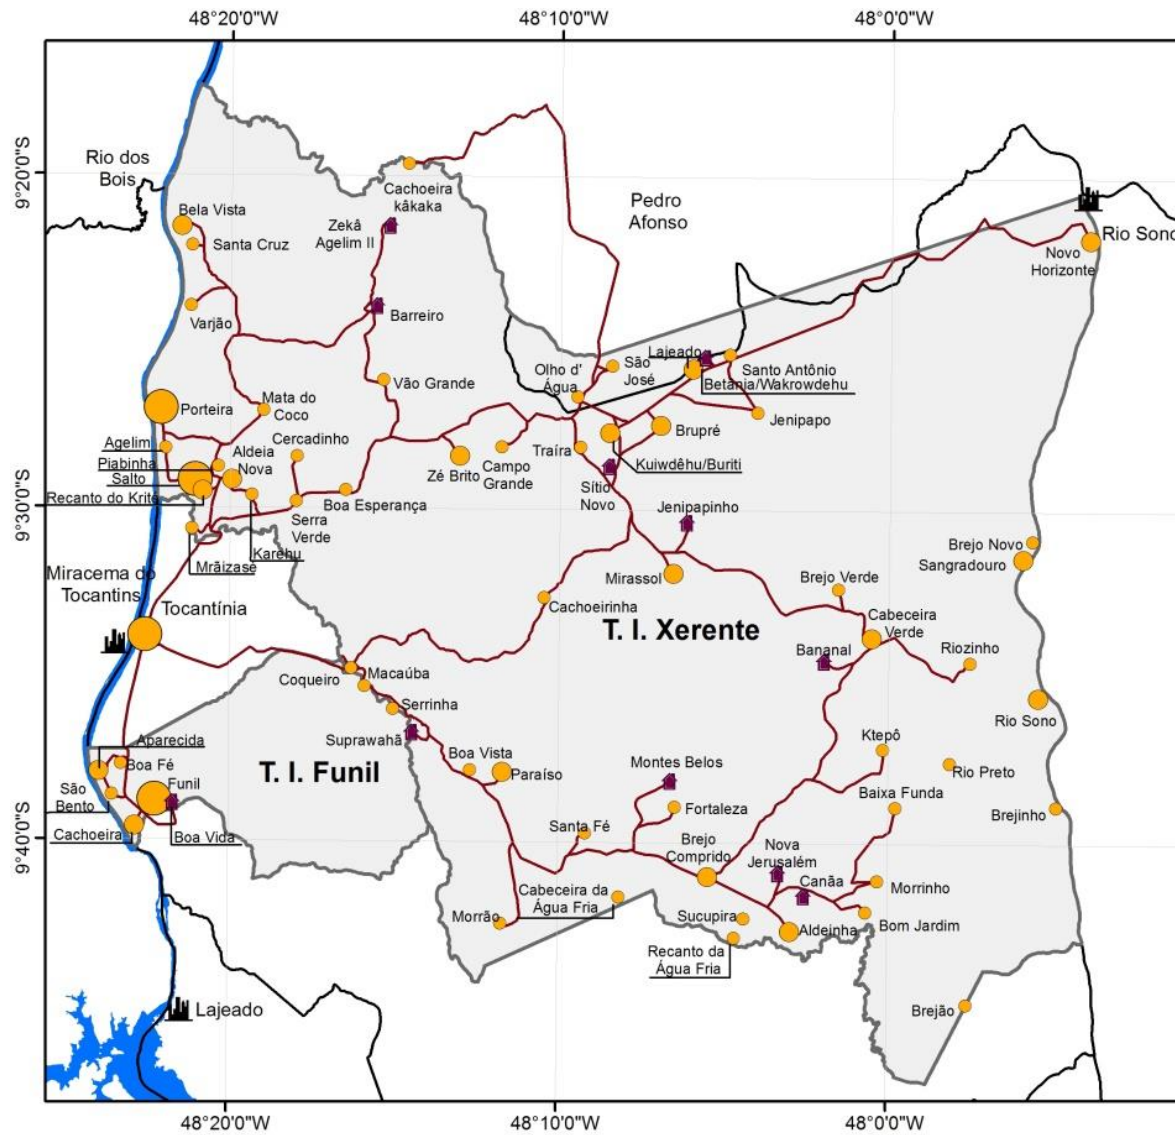 48°20'0"W
48°10'0"W
48°0'0"W
9°20'0"S
9°30'0"S
9°40'0"S
Rio dos
Bois
Cachoeira
kâkaka
Pedro
Afonso
Bela Vista
Zekâ
Agelim II
Santa Cruz
Rio Sono
Novo
Horizonte
Varjão
Barreiro
Lajeado
São
José
Santo Antônio
Olho d'
Água
Betania/Wakrowdehu
Vão Grande
Porteira
Mata do
Coco
Jenipapo
Cercadinho
Brupré
Agelim
Aldeia
Nova
Traíra
Piabinha
Kuiwdêhu/Buriti
Salto
Zé Brito
Campo
Grande
Sítio
Novo
Recanto do Krité
Boa Esperança
Jenipapinho
Serra
Verde
Karêhu
Mrãizase
Brejo Novo
Sangradouro
Miracema do
Tocantins
Mirassol
Brejo Verde
Tocantínia
Cachoeirinha
Cabeceira
Verde
T. I. Xerente
Bananal
Riozinho
Coqueiro
Macaúba
Serrinha
Rio Sono
Aparecida
Suprawahã
Ktepô
Boa Fé
Boa Vista
Montes Belos
T. I. Funil
Paraíso
Rio Preto
São
Bento
Funil
Baixa Funda
Fortaleza
Brejinho
Cachoeira
Boa Vida
Santa Fé
Brejo
Comprido
Nova
Jerusalém
Canãa
Morrinho
Cabeceira da
Água Fria
Morrão
Sucupira
Aldeinha
Bom Jardim
Recanto da
Água Fria
Lajeado
Brejão
48°20'0"W
48°10'0"W
48°0'0"W